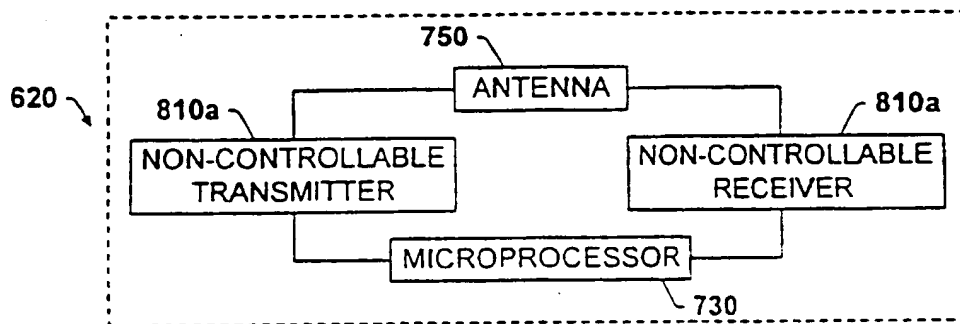 750
ANTENNA
620
810a
810a
NON-CONTROLLABLE
TRANSMITTER
NON-CONTROLLABLE
RECEIVER
MICROPROCESSOR
730